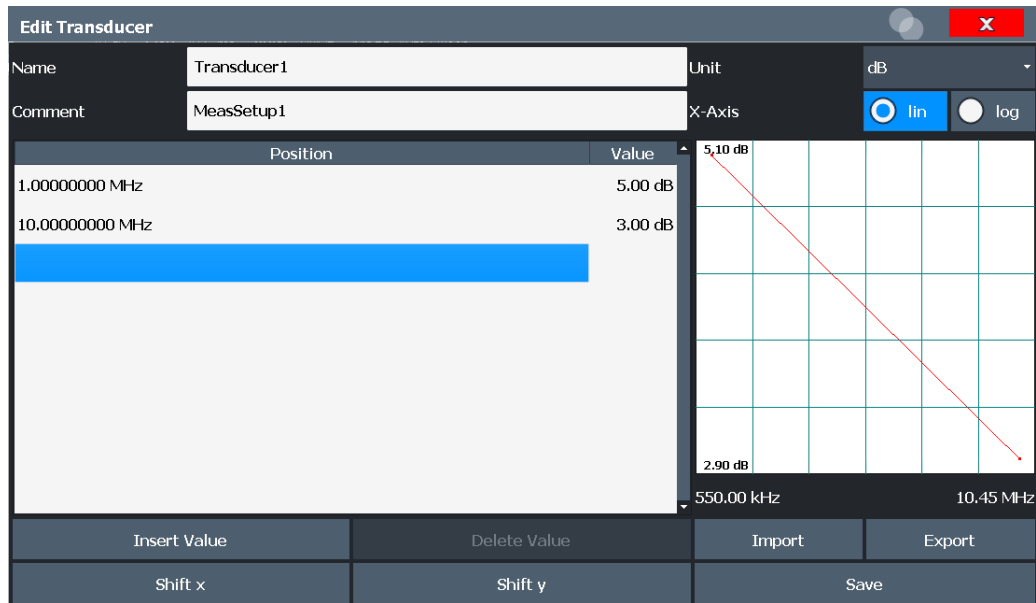 Edit Transducer X
Name Transducer1 Unit dB
Comment MeasSetup1 X-Axis lin log
Position Value 5,10 dB
1.00000000 MHz 5.00 dB
10.00000000 MHz 3.00 dB
2.90 dB
550.00 kHz 10.45 MHz
Insert Value Delete Value Import Export
Shift x Shift y Save